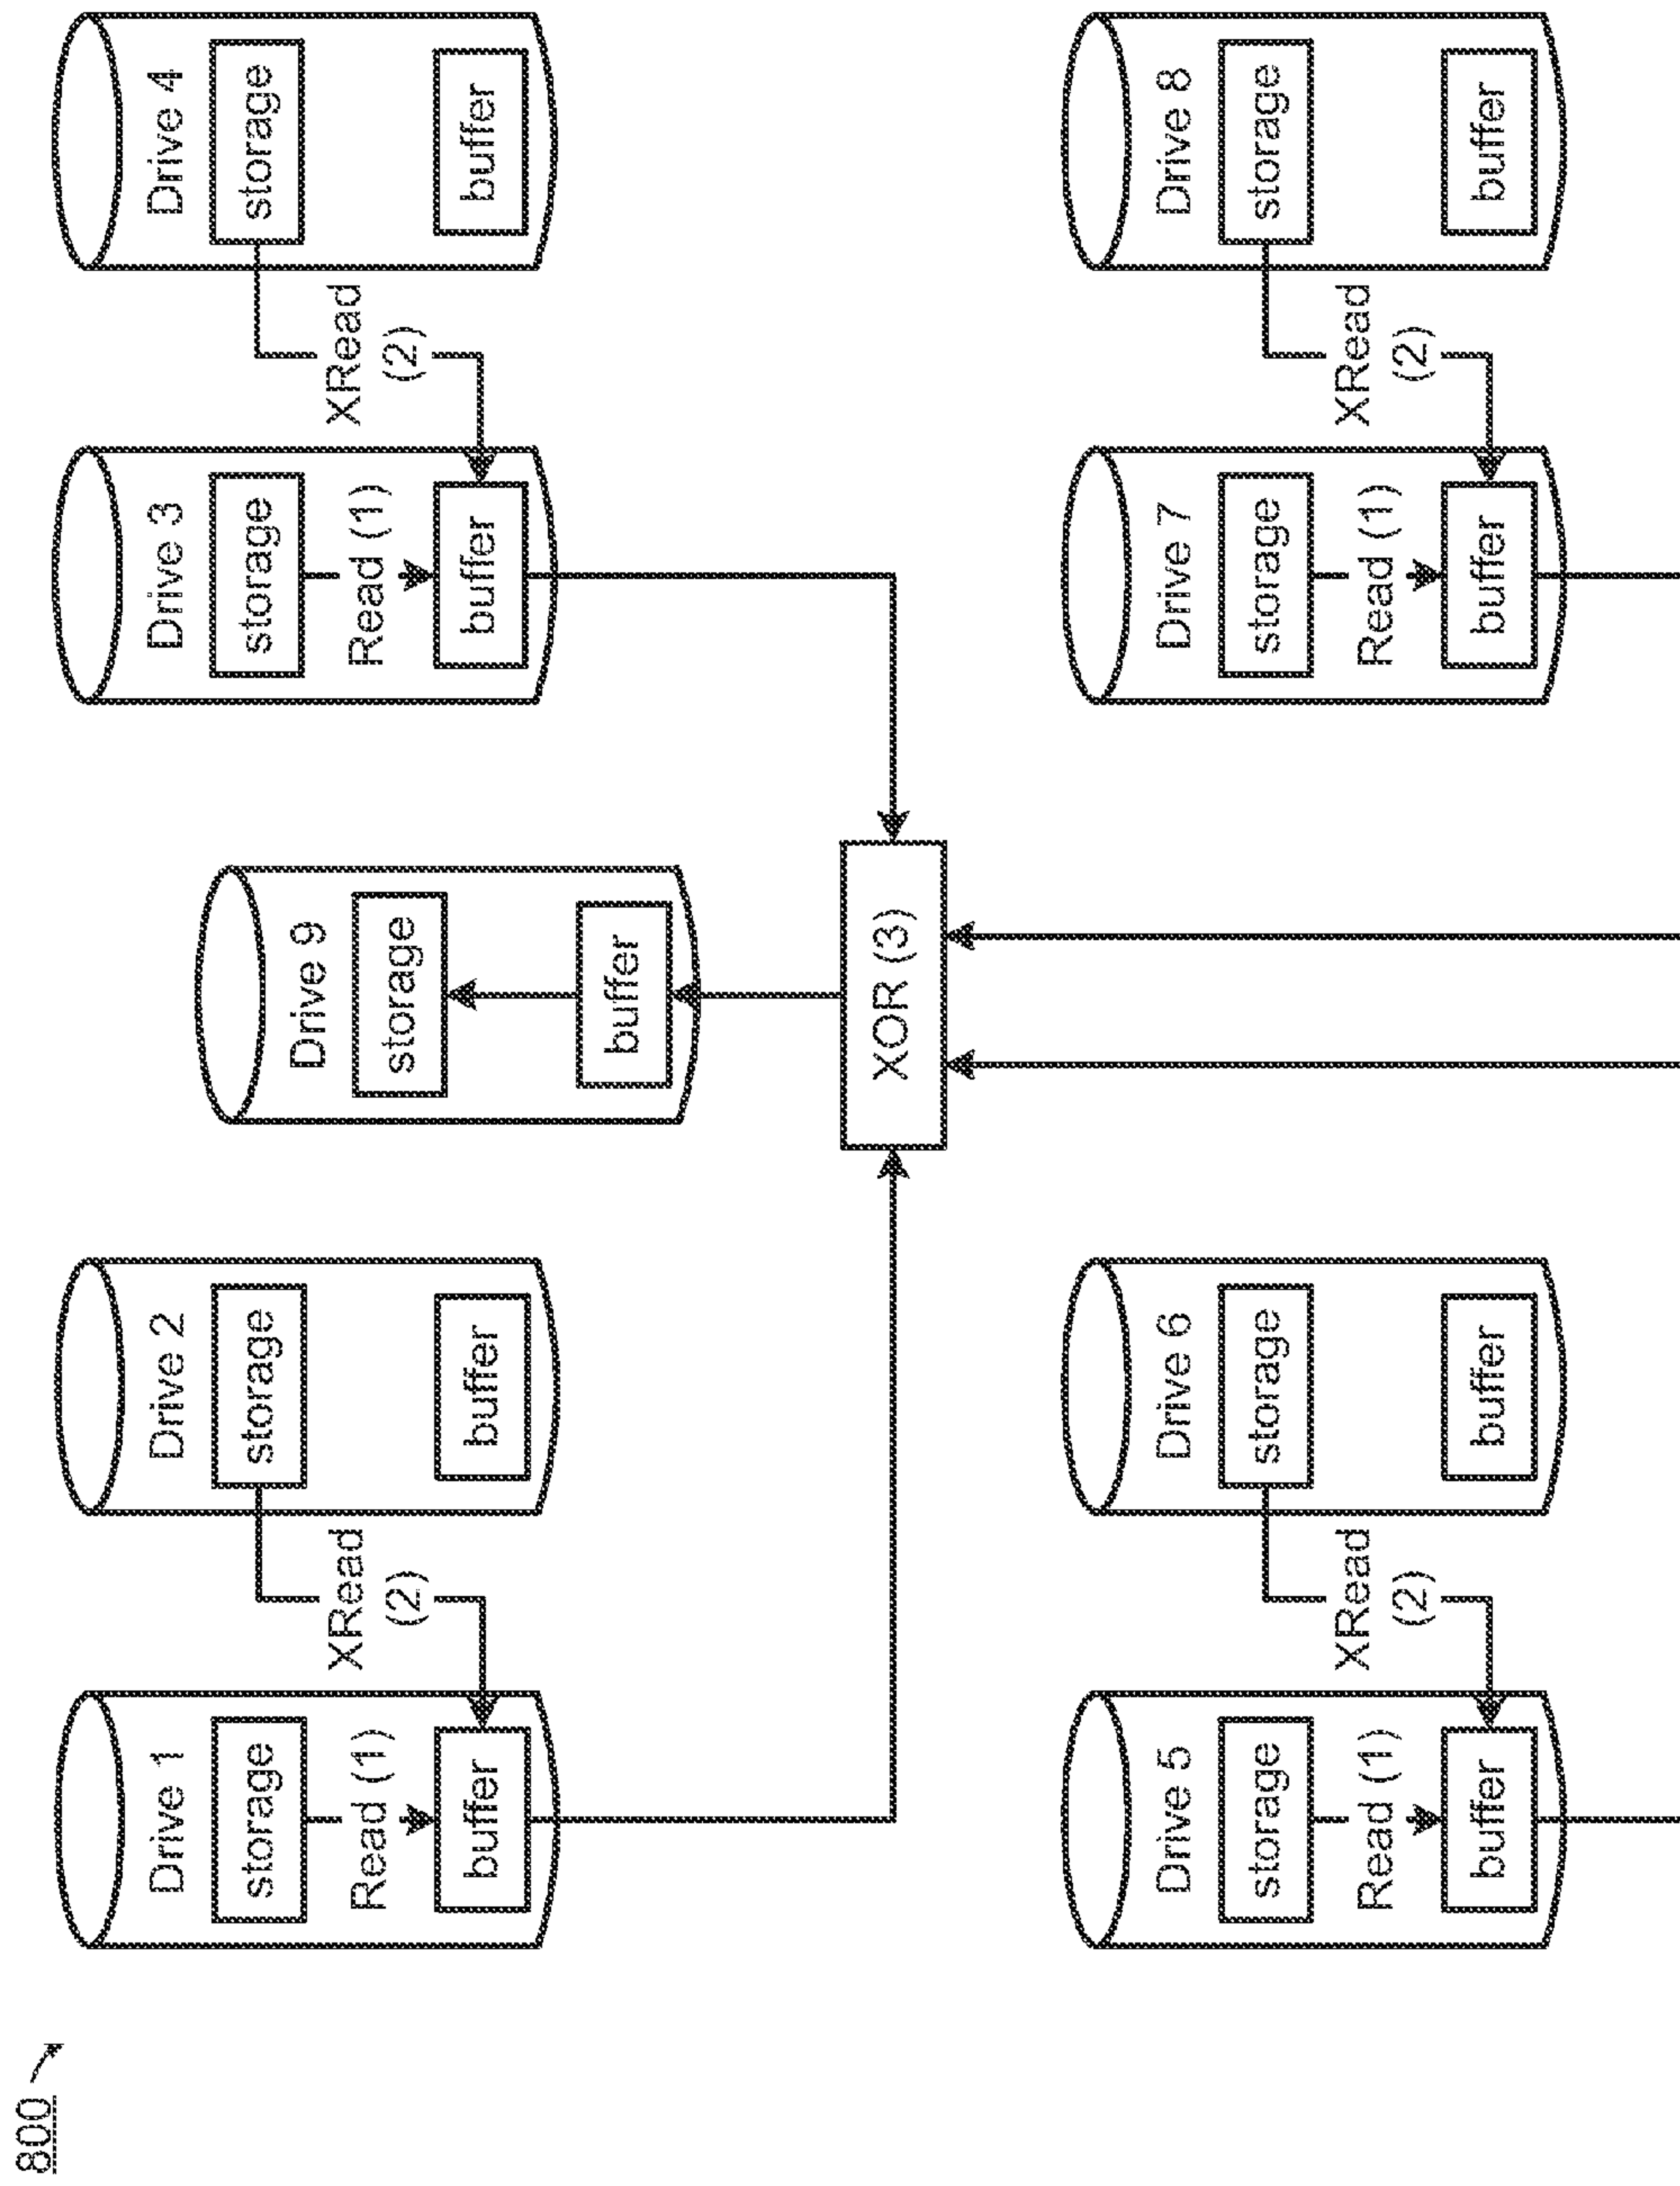 800
Drive 1
storage
Read (1)
buffer
XRead
(2)
Drive 2
storage
buffer
Drive 9
storage
buffer
XOR (3)
Drive 3
storage
Read (1)
buffer
XRead
(2)
Drive 4
storage
buffer
Drive 5
storage
Read (1)
buffer
XRead
(2)
Drive 6
storage
buffer
Drive 7
storage
Read (1)
buffer
XRead
(2)
Drive 8
storage
buffer